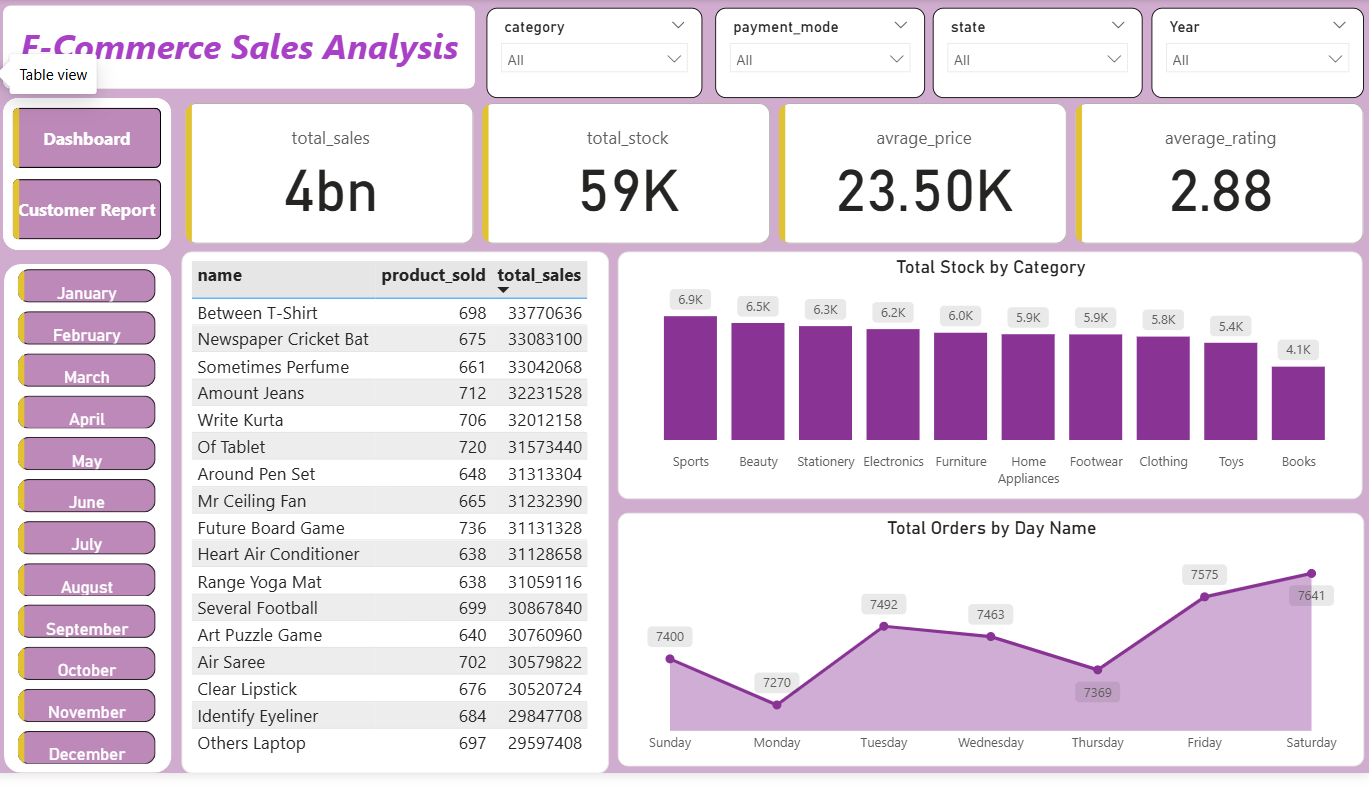 E-Commerce Sales Analysis
Table view
category
All
payment_mode
All
state
All
Year
All
Dashboard
Customer Report
total_sales
4bn
total_stock
59K
avrage_price
23.50K
average_rating
2.88
January
February
March
April
May
June
July
August
September
October
November
December
name product_sold total_sales
Between T-Shirt 698 33770636
Newspaper Cricket Bat 675 33083100
Sometimes Perfume 661 33042068
Amount Jeans 712 32231528
Write Kurta 706 32012158
Of Tablet 720 31573440
Around Pen Set 648 31313304
Mr Ceiling Fan 665 31232390
Future Board Game 736 31131328
Heart Air Conditioner 638 31128658
Range Yoga Mat 638 31059116
Several Football 699 30867840
Art Puzzle Game 640 30760960
Air Saree 702 30579822
Clear Lipstick 676 30520724
Identify Eyeliner 684 29847708
Others Laptop 697 29597408
Total Stock by Category
6.9K 6.5K 6.3K 6.2K 6.0K 5.9K 5.9K 5.8K 5.4K 4.1K
Sports Beauty Stationery Electronics Furniture Home Footwear Clothing Toys Books
Appliances
Total Orders by Day Name
7400 7270 7492 7463 7369 7575 7641
Sunday Monday Tuesday Wednesday Thursday Friday Saturday